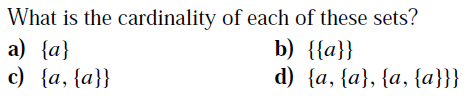 What is the cardinality of each of these sets?
a) {a} b) {{a}}
c) {a, {a}} d) {a, {a}, {a, {a}}}